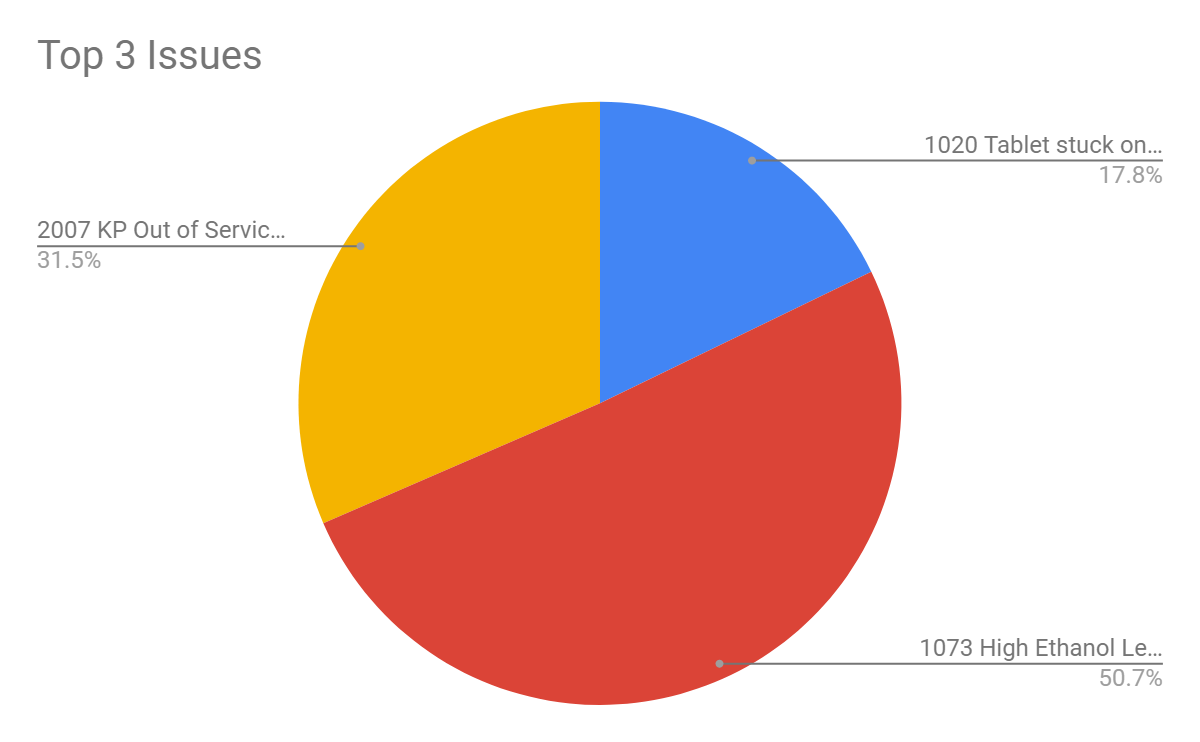 Top 3 Issues
1020 Tablet stuck on...
17.8%
2007 KP Out of Servic...
31.5%
1073 High Ethanol Le...
50.7%